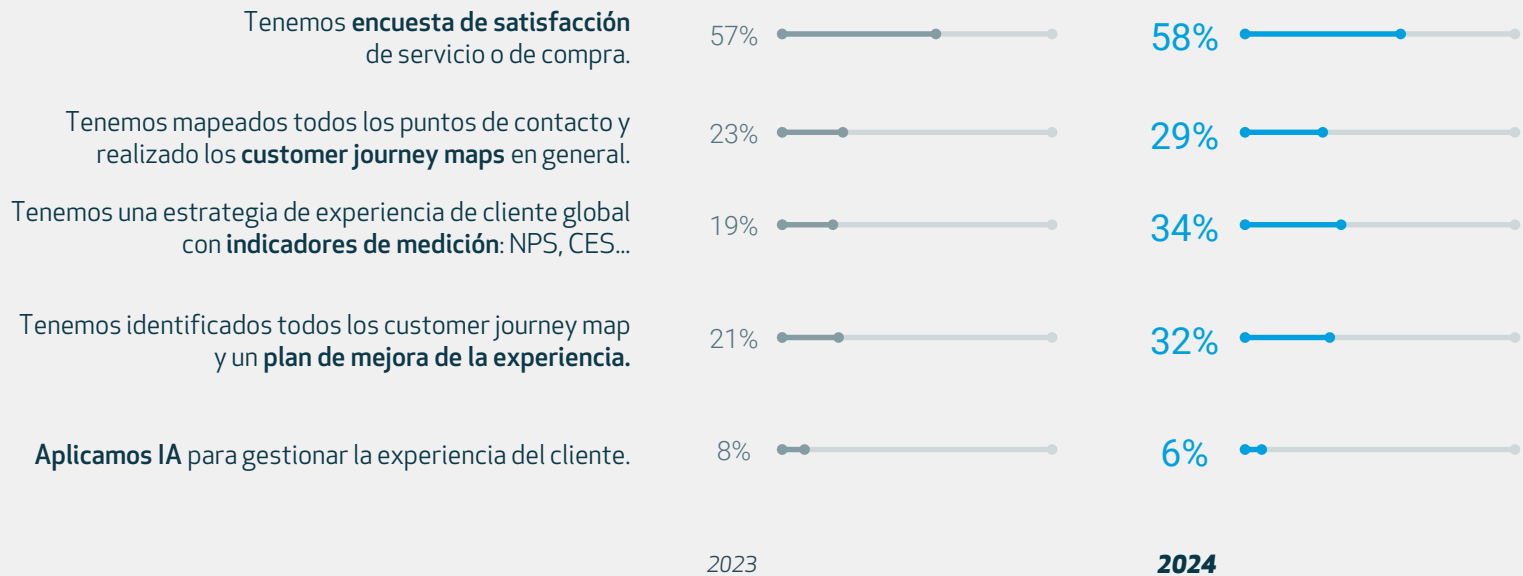 Tenemos encuesta de satisfacción
de servicio o de compra.
57%
58%
Tenemos mapeados todos los puntos de contacto y
realizado los customer journey maps en general.
23%
29%
Tenemos una estrategia de experiencia de cliente global
con indicadores de medición: NPS, CES...
19%
34%
Tenemos identificados todos los customer journey map
y un plan de mejora de la experiencia.
21%
32%
Aplicamos IA para gestionar la experiencia del cliente.
8%
6%
2023
2024